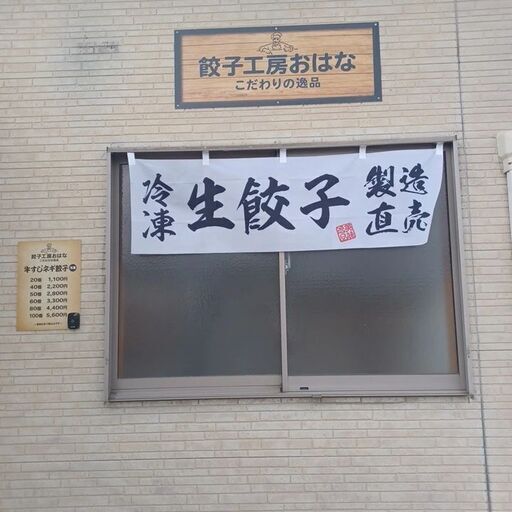 餃子工房おはな
こだわりの逸品
冷凍
生餃子
製造
直売
餃子工房おはな
牛すじネギ餃子
20個 1,100円
40個 2,200円
50個 2,800円
60個 3,300円
80個 4,400円
100個 5,600円